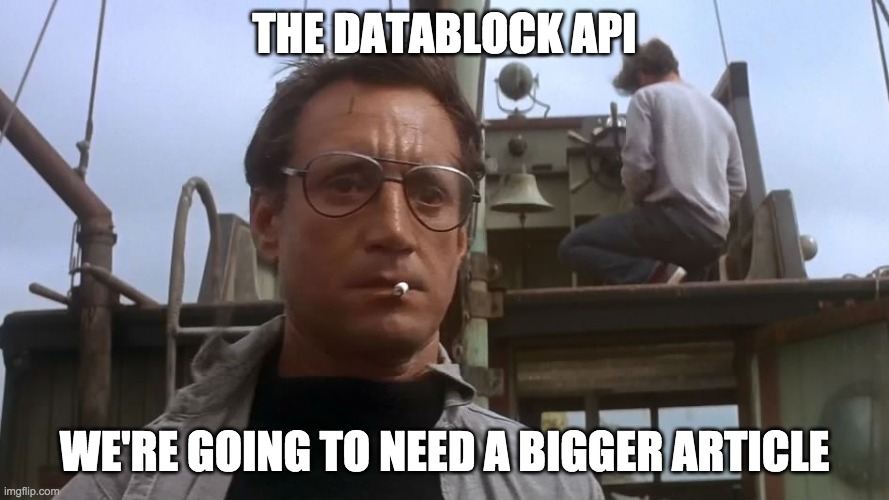 THE DATABLOCK API
WE'RE GOING TO NEED A BIGGER ARTICLE
imgflip.com